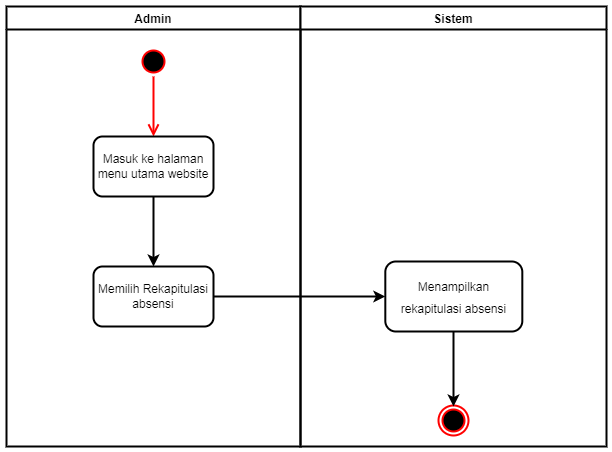 Admin
Sistem
Masuk ke halaman
menu utama website
Memilih Rekapitulasi
absensi
Menampilkan
rekapitulasi absensi